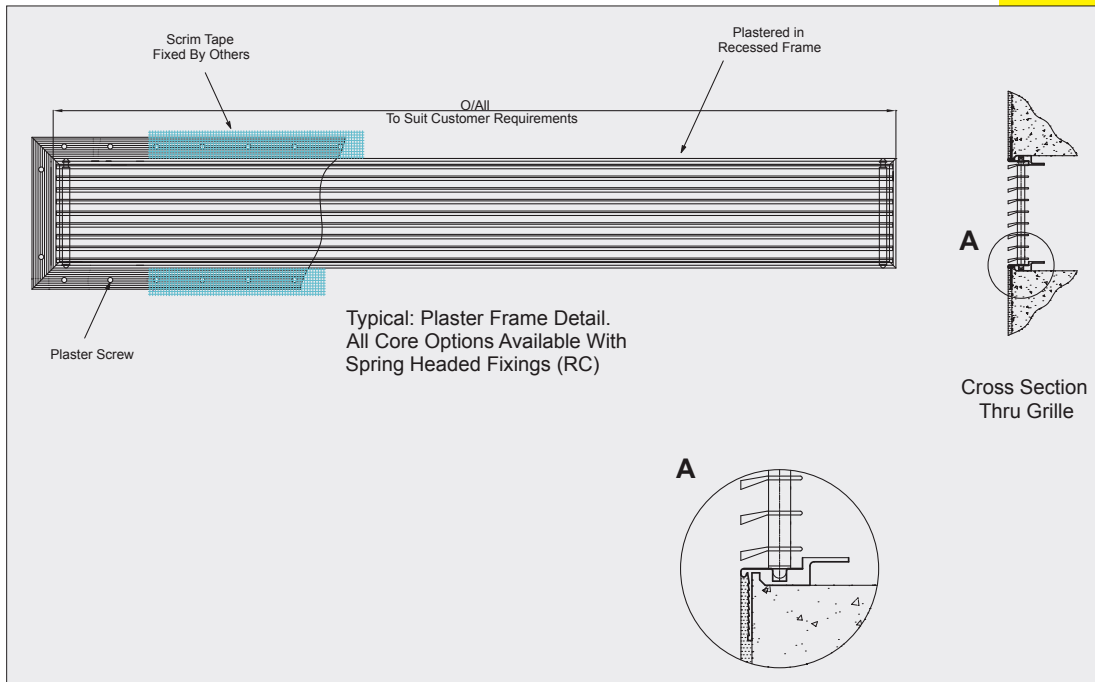 Scrim Tape
Fixed By Others
Plastered in
Recessed Frame
O/All
To Suit Customer Requirements
A
Plaster Screw
Typical: Plaster Frame Detail.
All Core Options Available With
Spring Headed Fixings (RC)
Cross Section
Thru Grille
A